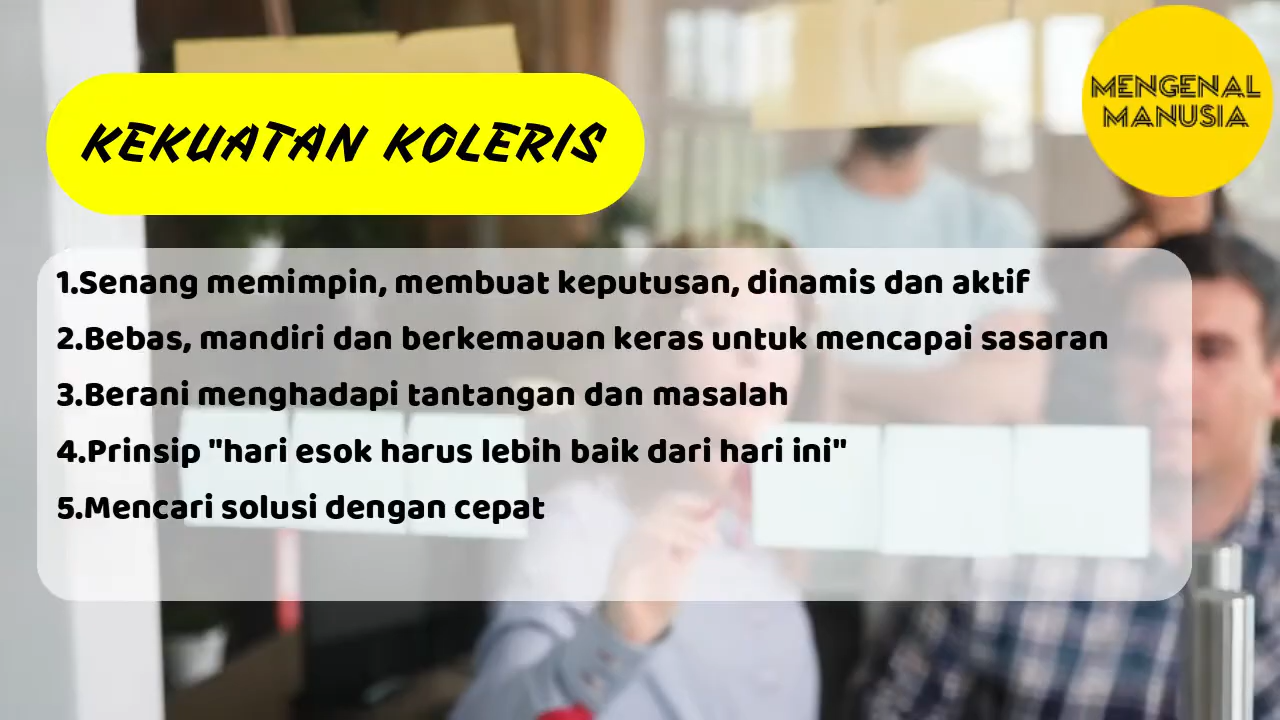 KEKUATAN KOLERIS
MENGENAL
MANUSIA
1.Senang memimpin, membuat keputusan, dinamis dan aktif
2.Bebas, mandiri dan berkemauan keras untuk mencapai sasaran
3.Berani menghadapi tantangan dan masalah
4.Prinsip "hari esok harus lebih baik dari hari ini"
5.Mencari solusi dengan cepat